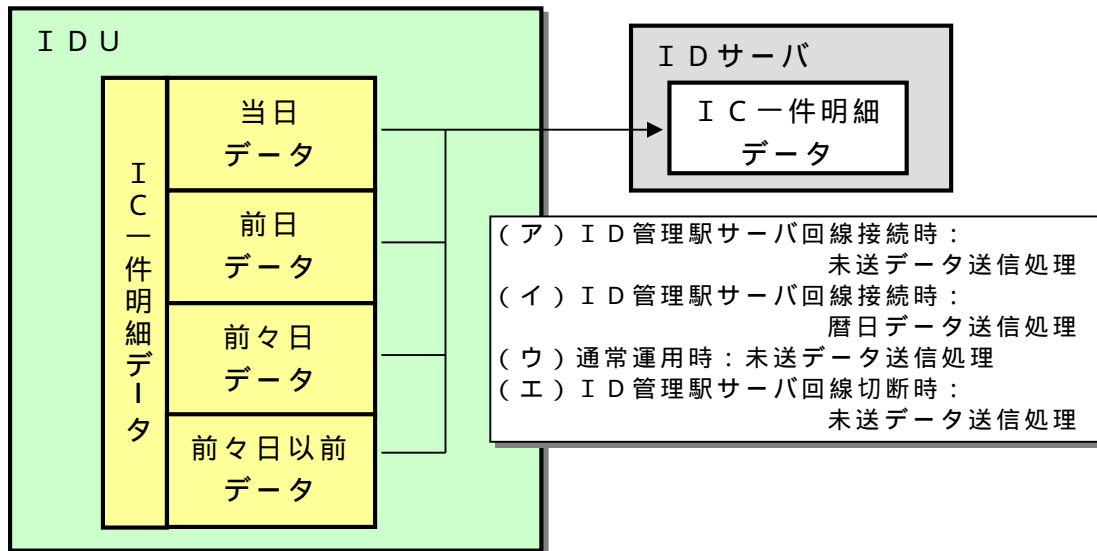 ＩＤＵ
ＩＣ一件明細データ
当日
データ
前日
データ
前々日
データ
前々日以前
データ
ＩＤサーバ
ＩＣ一件明細
データ
（ア）ＩＤ管理駅サーバ回線接続時：
未送データ送信処理
（イ）ＩＤ管理駅サーバ回線接続時：
暦日データ送信処理
（ウ）通常運用時：未送データ送信処理
（エ）ＩＤ管理駅サーバ回線切断時：
未送データ送信処理